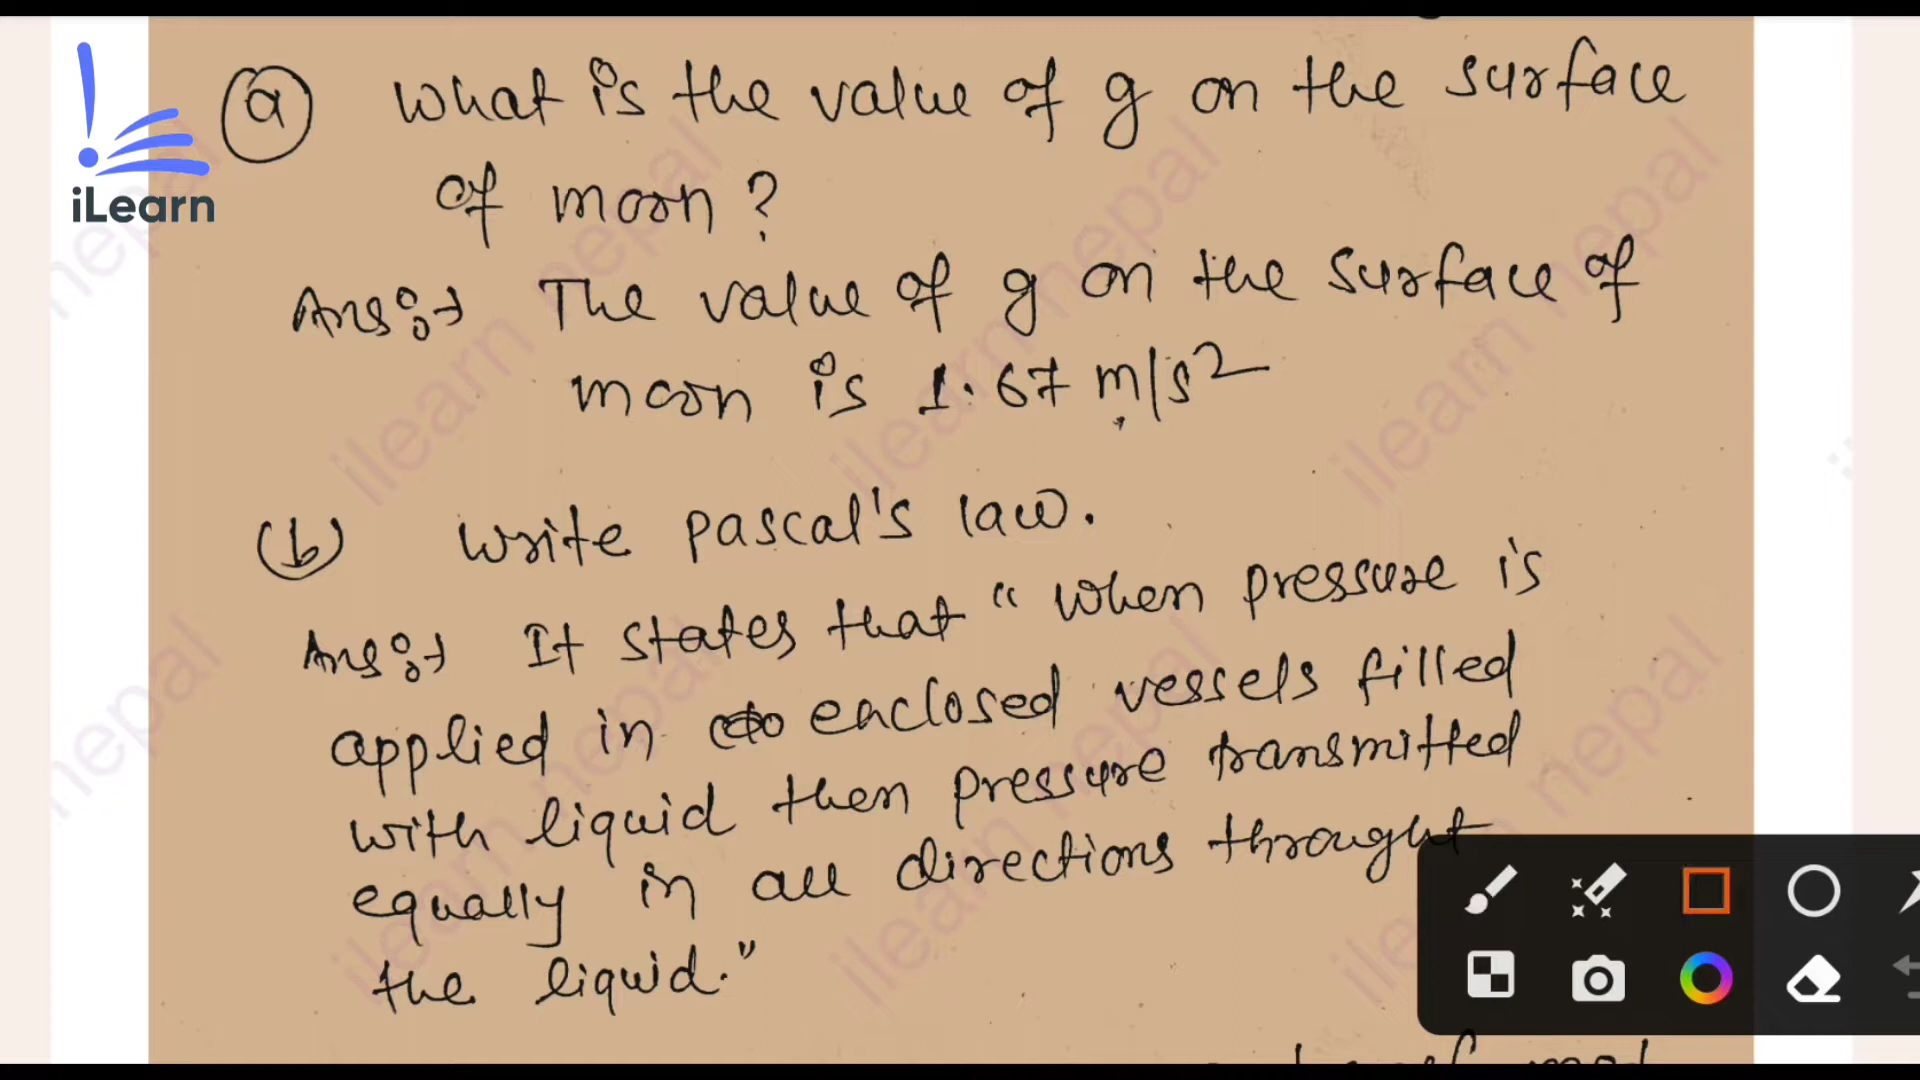 iLearn
(a) What is the value of g on the surface
of moon ?
Ans:→ The value of g on the surface of
moon is 1.67 m/s²
(b) Write pascal's law.
Ans:→ It states that “ when pressure is
applied in enclosed vessels filled
with liquid then pressure transmitted
equally in all directions throught
the liquid.”